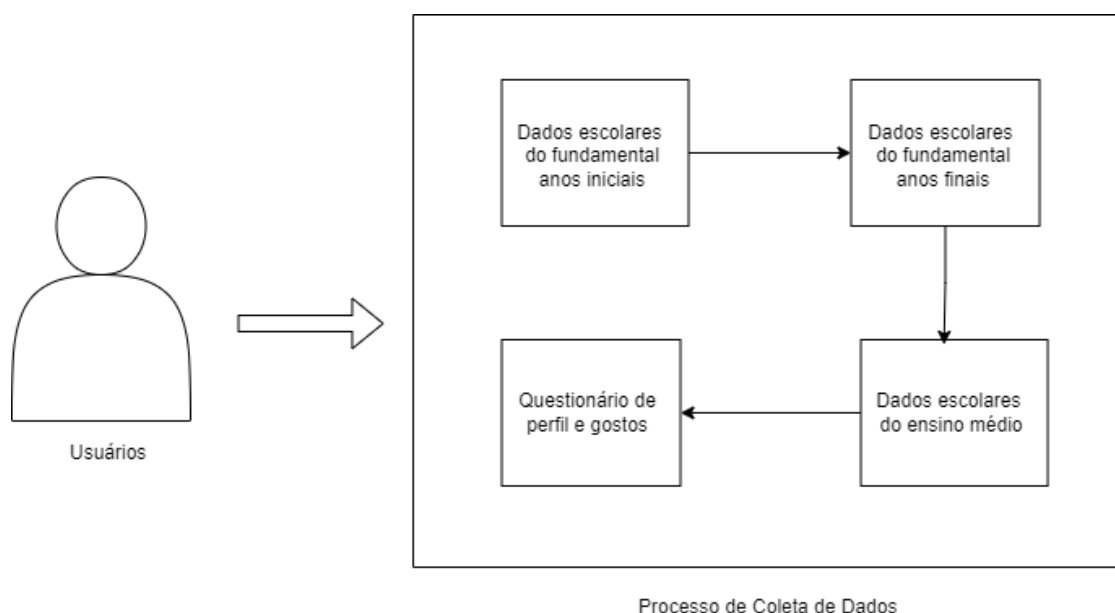 Dados escolares
do fundamental
anos iniciais
Dados escolares
do fundamental
anos finais
Usuários
Questionário de
perfil e gostos
Dados escolares
do ensino médio
Processo de Coleta de Dados